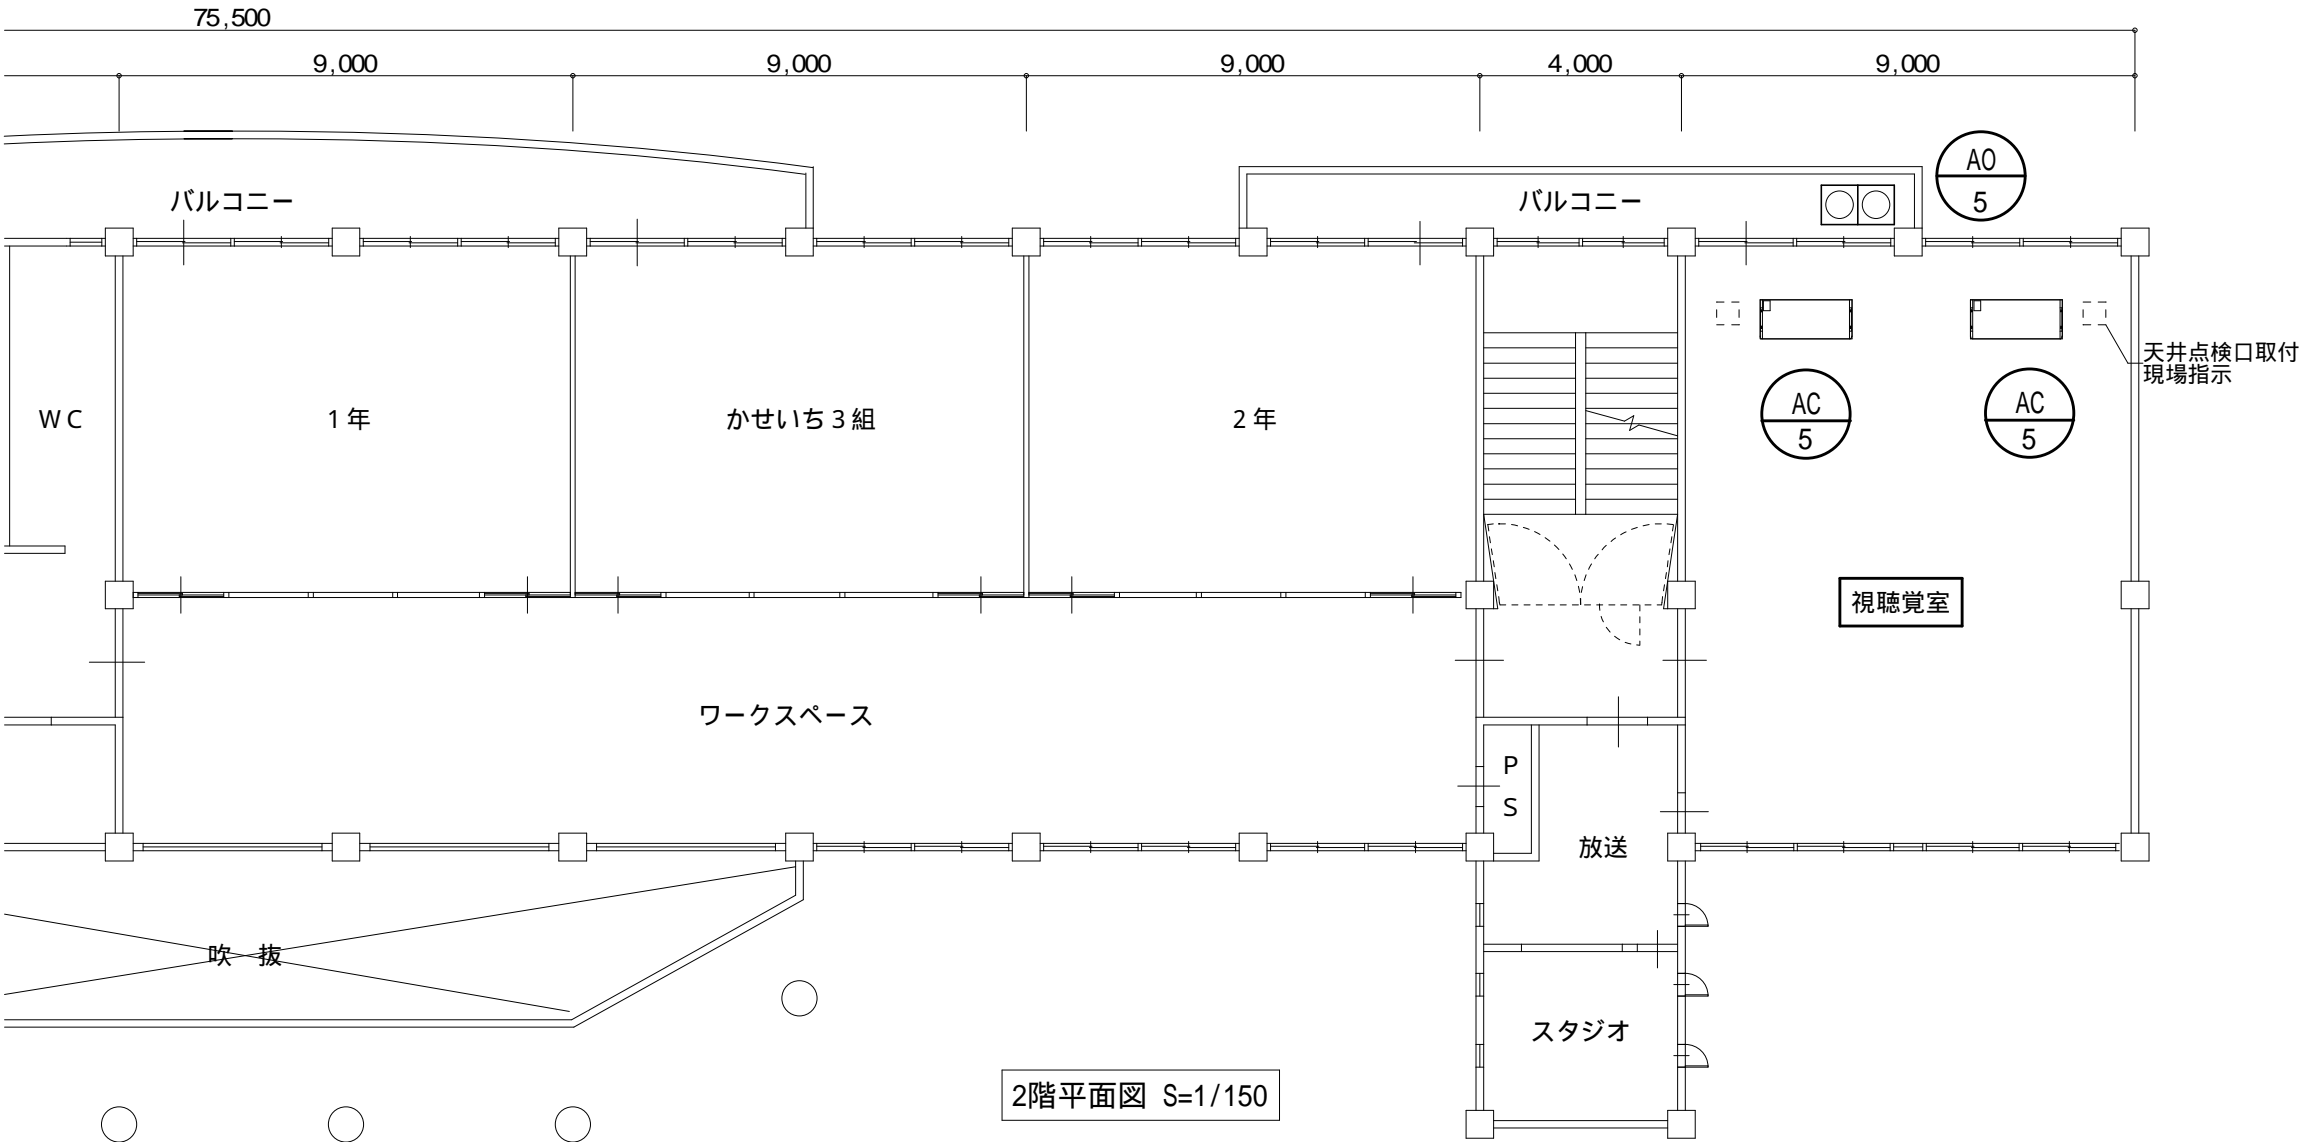 75,500
9,000
9,000
9,000
4,000
9,000
バルコニー
バルコニー
AO
5
天井点検口取付
現場指示
WC
1年
かせいち3組
2年
AC
5
AC
5
視聴覚室
ワークスペース
P
S
放送
吹 抜
スタジオ
2階平面図 S=1/150